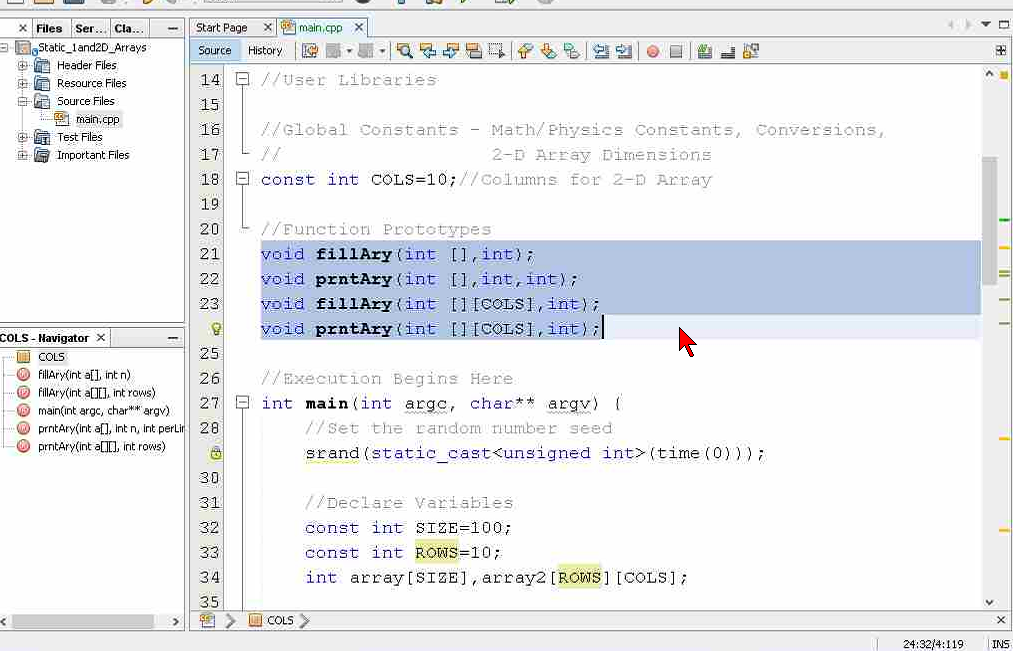 Files
Ser...
Cla...
Start Page
main.cpp
Source
History
Static_1and2D_Arrays
Header Files
Resource Files
Source Files
main.cpp
Test Files
Important Files
COLS - Navigator
COLS
fillAry(int a[], int n)
fillAry(int a[][], int rows)
main(int argc, char** argv)
prntAry(int a[], int n, int perLin
prntAry(int a[][], int rows)
14 //User Libraries
15
16 //Global Constants - Math/Physics Constants, Conversions,
17 // 2-D Array Dimensions
18 const int COLS=10;//Columns for 2-D Array
19
20 //Function Prototypes
21 void fillAry(int [],int);
22 void prntAry(int [],int,int);
23 void fillAry(int [][COLS],int);
void prntAry(int [][COLS],int);
25
26 //Execution Begins Here
27 int main(int argc, char** argv) {
28 //Set the random number seed
srand(static_cast<unsigned int>(time(0)));
30
31 //Declare Variables
32 const int SIZE=100;
33 const int ROWS=10;
34 int array[SIZE],array2[ROWS][COLS];
35
COLS
24:32/4:119
INS